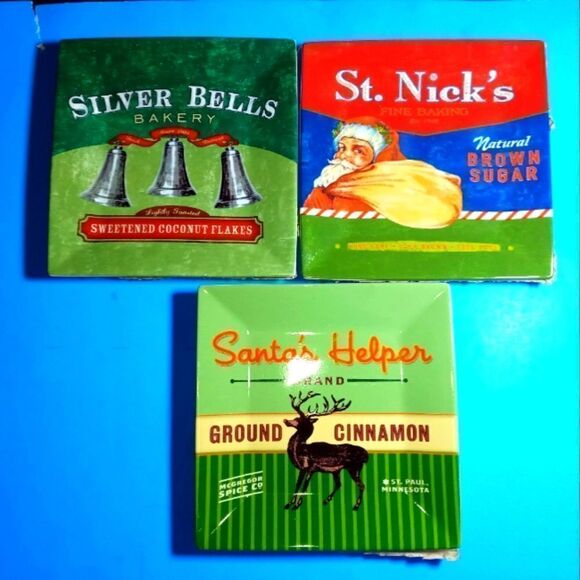 SILVER BELLS
BAKERY
Lightly Toasted
SWEETENED COCONUT FLAKES
St. Nick's
FINE BAKING
Natural
BROWN
SUGAR
Santa's Helper
BRAND
GROUND CINNAMON
MCGREGOR
SPICE CO
ST. PAUL,
MINNESOTA